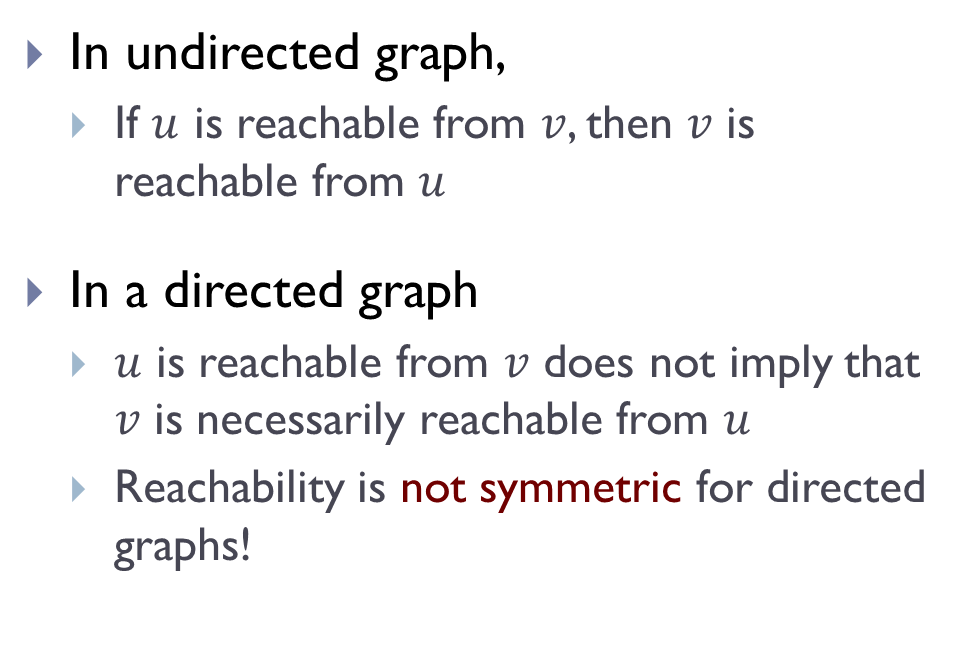 In undirected graph,
If 𝑢 is reachable from 𝑣, then 𝑣 is
reachable from 𝑢
In a directed graph
𝑢 is reachable from 𝑣 does not imply that
𝑣 is necessarily reachable from 𝑢
Reachability is not symmetric for directed
graphs!